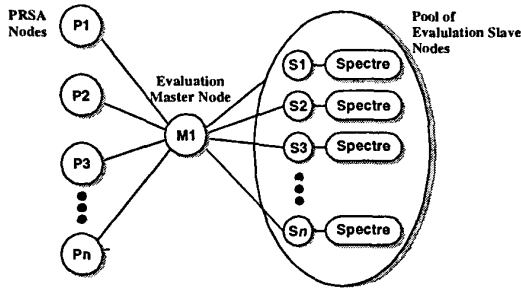 PRSA
Nodes
P1
P2
P3
Pn
Evaluation
Master Node
M1
Pool of
Evalulation Slave
Nodes
S1 Spectre
S2 Spectre
S3 Spectre
Sn Spectre